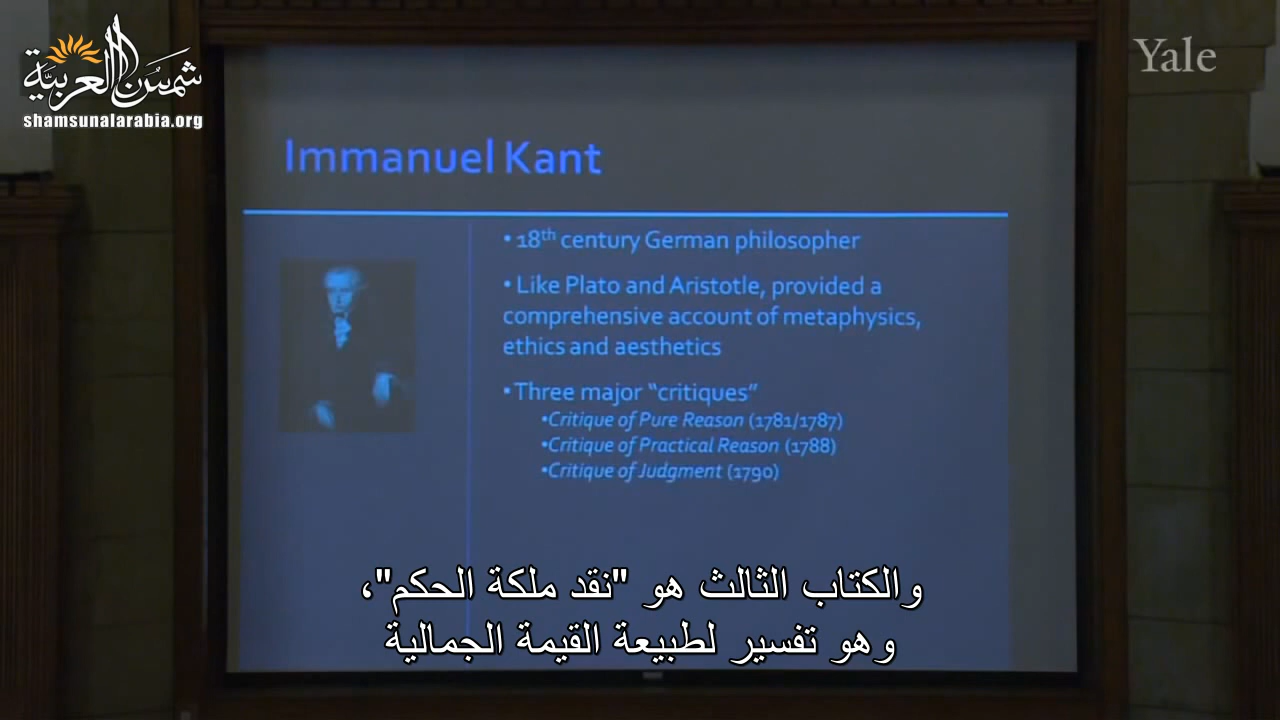 شمس العربية
shamsunalarabia.org
Yale
Immanuel Kant
• 18th century German philosopher
• Like Plato and Aristotle, provided a
comprehensive account of metaphysics,
ethics and aesthetics
• Three major “critiques”
•Critique of Pure Reason (1781/1787)
•Critique of Practical Reason (1788)
•Critique of Judgment (1790)
والكتاب الثالث هو "نقد ملكة الحكم"،
وهو تفسير لطبيعة القيمة الجمالية